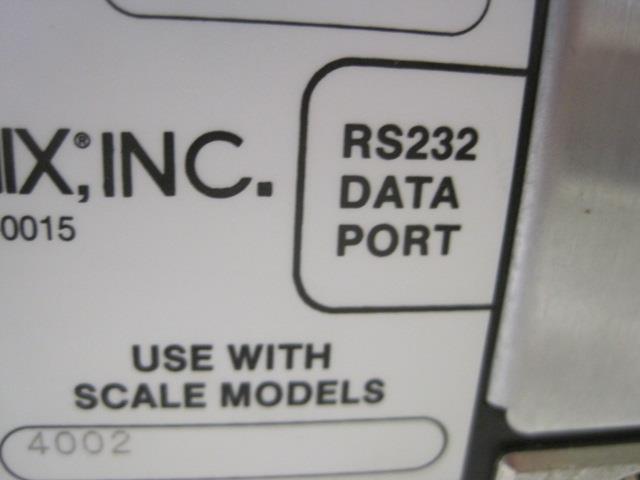 IX®,INC.
0015
RS232
DATA
PORT
USE WITH
SCALE MODELS
4002